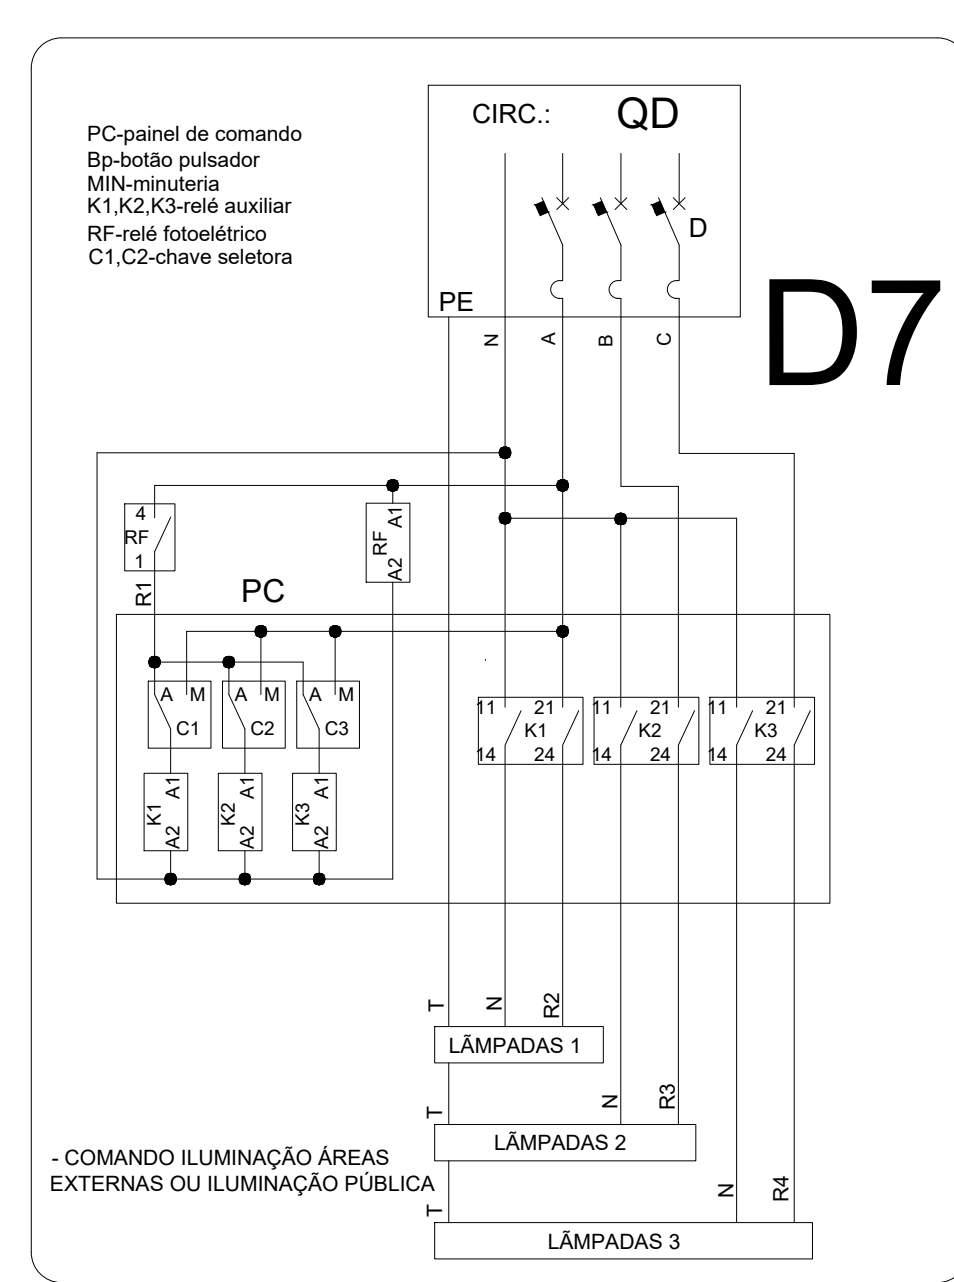 CIRC.: QD
PC-painel de comando
Bp-botão pulsador
MIN-minuteria
K1,K2,K3-relé auxiliar
RF-relé fotoelétrico
C1,C2-chave seletora
D
D7
PE
N A B C
4
RF
1
R1
A1
RF
A2
PC
A M A M A M
C1 C2 C3
11 21 11 21 11 21
K1 K2 K3
14 24 14 24 14 24
A1 A1 A1
K1 K2 K3
A2 A2 A2
T N R2
LÃMPADAS 1
T N R3
LÃMPADAS 2
- COMANDO ILUMINAÇÃO ÁREAS
EXTERNAS OU ILUMINAÇÃO PÚBLICA
T N R4
LÃMPADAS 3